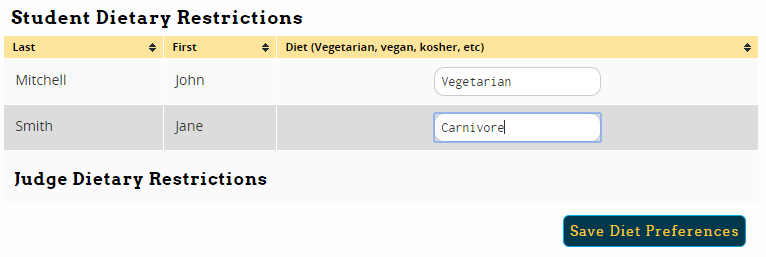 Student Dietary Restrictions
Last First Diet (Vegetarian, vegan, kosher, etc)
Mitchell John Vegetarian
Smith Jane Carnivore
Judge Dietary Restrictions
Save Diet Preferences